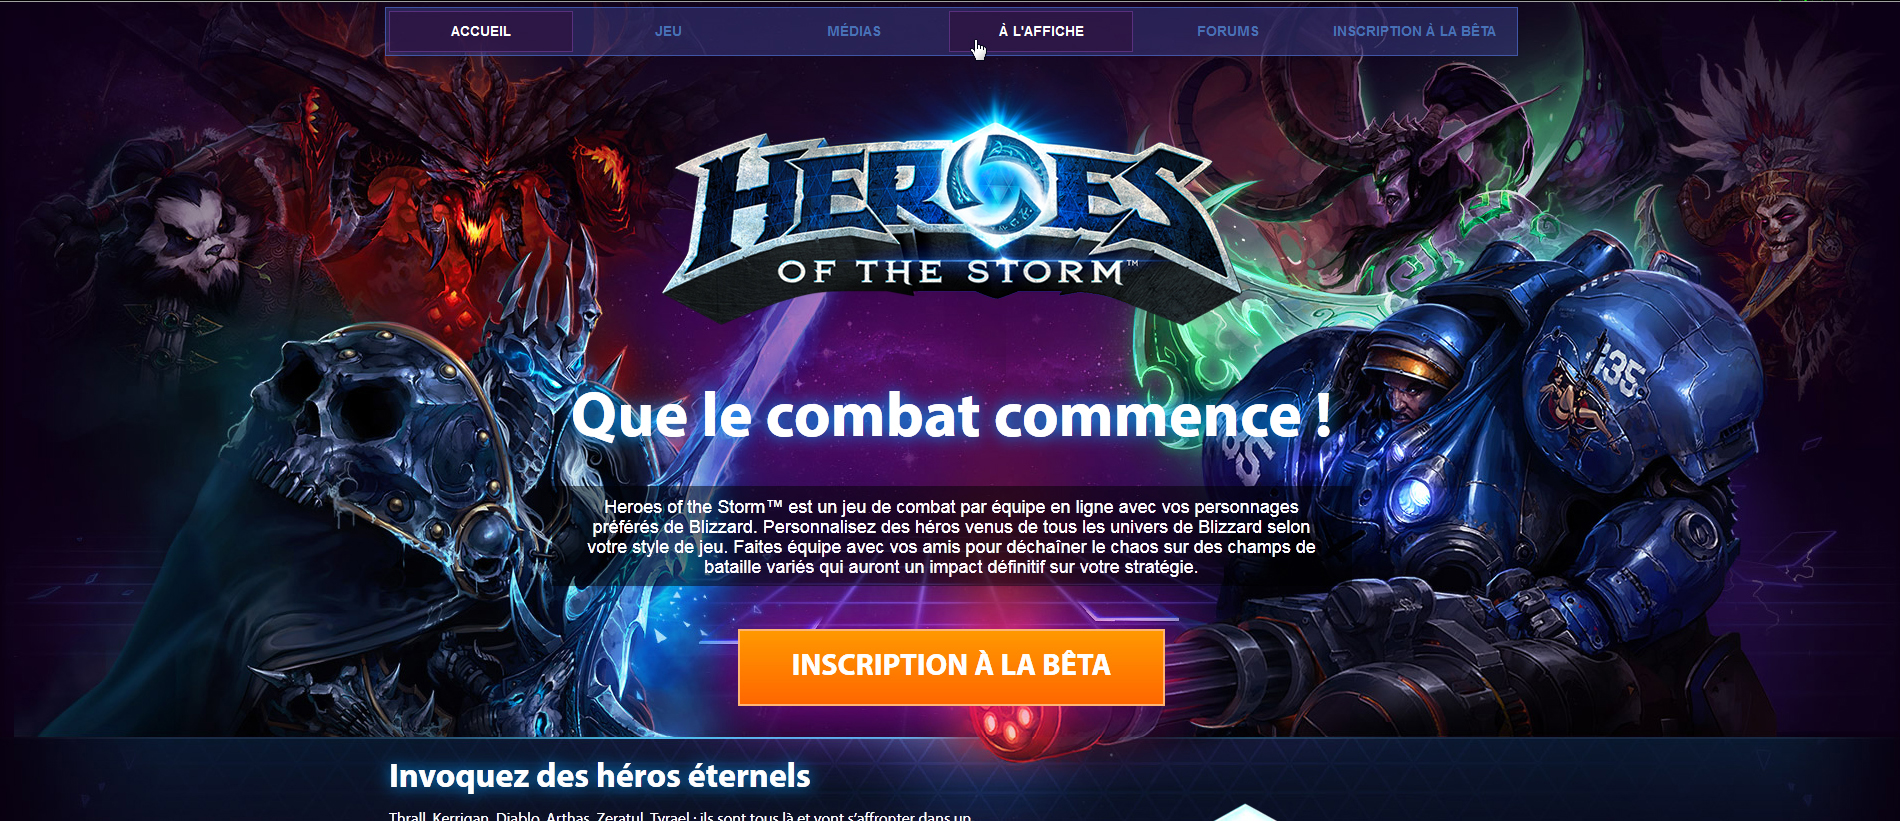 ACCUEIL JEU MÉDIAS À L'AFFICHE FORUMS INSCRIPTION À LA BÊTA
HEROES
OF THE STORM™
Que le combat commence !
Heroes of the Storm™ est un jeu de combat par équipe en ligne avec vos personnages
préférés de Blizzard. Personnalisez des héros venus de tous les univers de Blizzard selon
votre style de jeu. Faites équipe avec vos amis pour déchaîner le chaos sur des champs de
bataille variés qui auront un impact définitif sur votre stratégie.
INSCRIPTION À LA BÊTA
Invoquez des héros éternels
Thrall, Kerrigan, Diablo, Arthas, Zeratul, Tyrael : ils sont tous là et vont s'affronter dans un